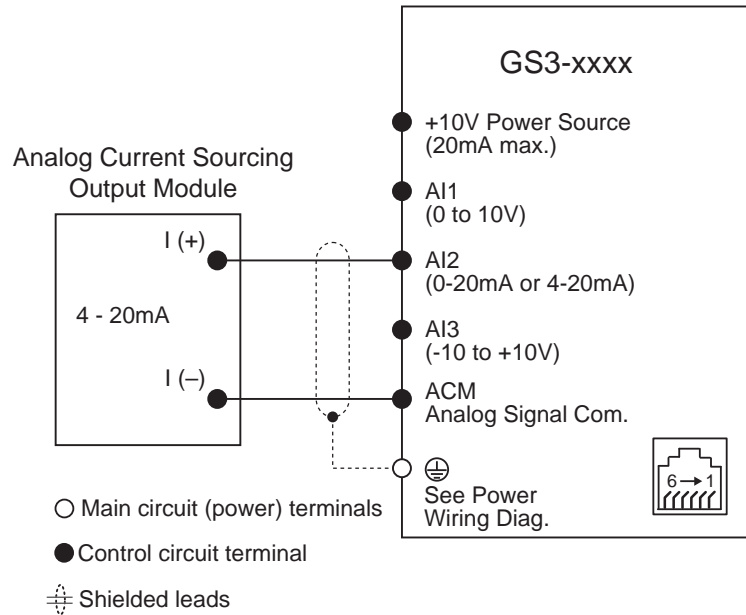 GS3-xxxx
+10V Power Source
(20mA max.)
Analog Current Sourcing
Output Module
AI1
(0 to 10V)
I (+)
AI2
(0-20mA or 4-20mA)
4 - 20mA
AI3
(-10 to +10V)
I (–)
ACM
Analog Signal Com.
See Power
Wiring Diag.
6→1
Main circuit (power) terminals
Control circuit terminal
Shielded leads